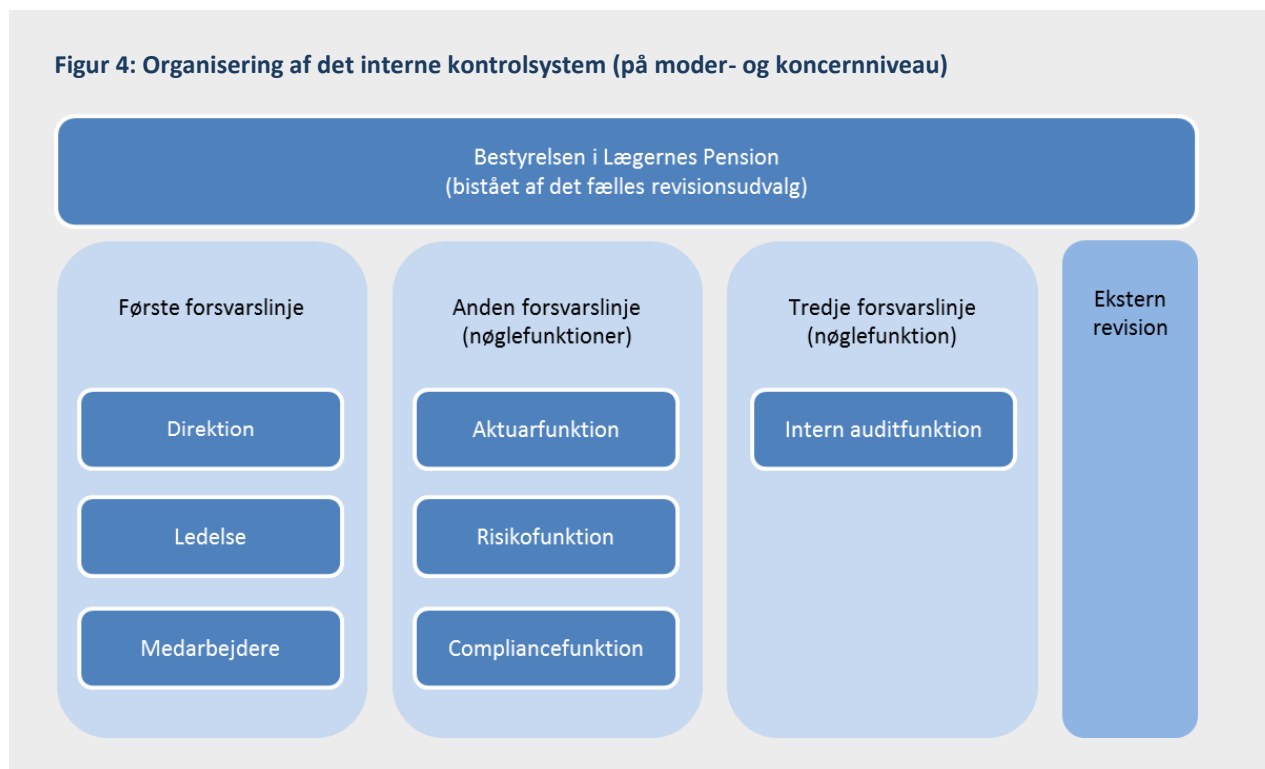 Figur 4: Organisering af det interne kontrolsystem (på moder- og koncernniveau)
Bestyrelsen i Lægernes Pension
(bistået af det fælles revisionsudvalg)
Første forsvarslinje
Direktion
Ledelse
Medarbejdere
Anden forsvarslinje
(nøglefunktioner)
Aktuarfunktion
Risikofunktion
Compliancefunktion
Tredje forsvarslinje
(nøglefunktion)
Intern auditfunktion
Ekstern
revision